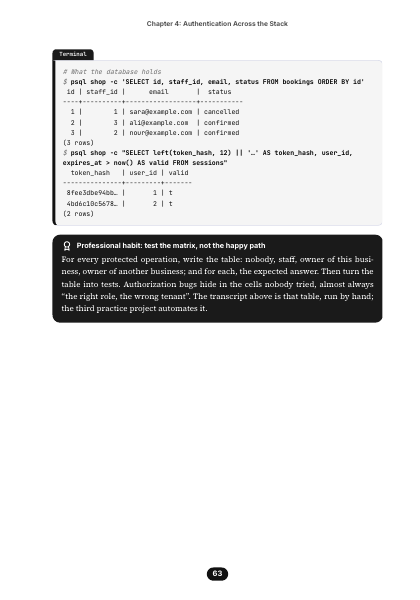 Chapter 4: Authentication Across the Stack
Terminal
# What the database holds
$ psql shop -c 'SELECT id, staff_id, email, status FROM bookings ORDER BY id'
id | staff_id | email | status
----+----------+------------------+-----------
1 | 1 | sara@example.com | cancelled
2 | 3 | ali@example.com | confirmed
3 | 2 | nour@example.com | confirmed
(3 rows)
$ psql shop -c "SELECT left(token_hash, 12) || '…' AS token_hash, user_id,
expires_at > now() AS valid FROM sessions"
token_hash | user_id | valid
---------------+---------+-------
8fee3dbe94bb… | 1 | t
4bd6c10c5678… | 2 | t
(2 rows)
Professional habit: test the matrix, not the happy path
For every protected operation, write the table: nobody, staff, owner of this busi-
ness, owner of another business; and for each, the expected answer. Then turn the
table into tests. Authorization bugs hide in the cells nobody tried, almost always
“the right role, the wrong tenant”. The transcript above is that table, run by hand;
the third practice project automates it.
63